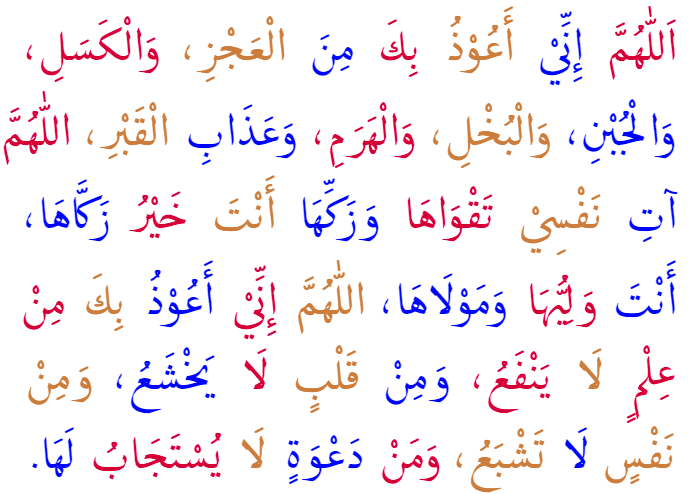 اَللّٰهُمَّ إِنِّيْ أَعُوْذُ بِكَ مِنَ الْعَجْزِ، وَالْكَسَلِ،
وَالْجُبْنِ، وَالْبُخْلِ، وَالْهَرَمِ، وَعَذَابِ الْقَبْرِ، اللّٰهُمَّ
آتِ نَفْسِيْ تَقْوَاهَا وَزَكِّهَا أَنْتَ خَيْرُ زَكَّاهَا،
أَنْتَ وَلِيُّهَا وَمَوْلَاهَا، اللّٰهُمَّ إِنِّيْ أَعُوْذُ بِكَ مِنْ
عِلْمٍ لَا يَنْفَعُ، وَمِنْ قَلْبٍ لَا يَخْشَعُ، وَمِنْ
نَفْسٍ لَا تَشْبَعُ، وَمَنْ دَعْوَةٍ لَا يُسْتَجَابُ لَهَا.